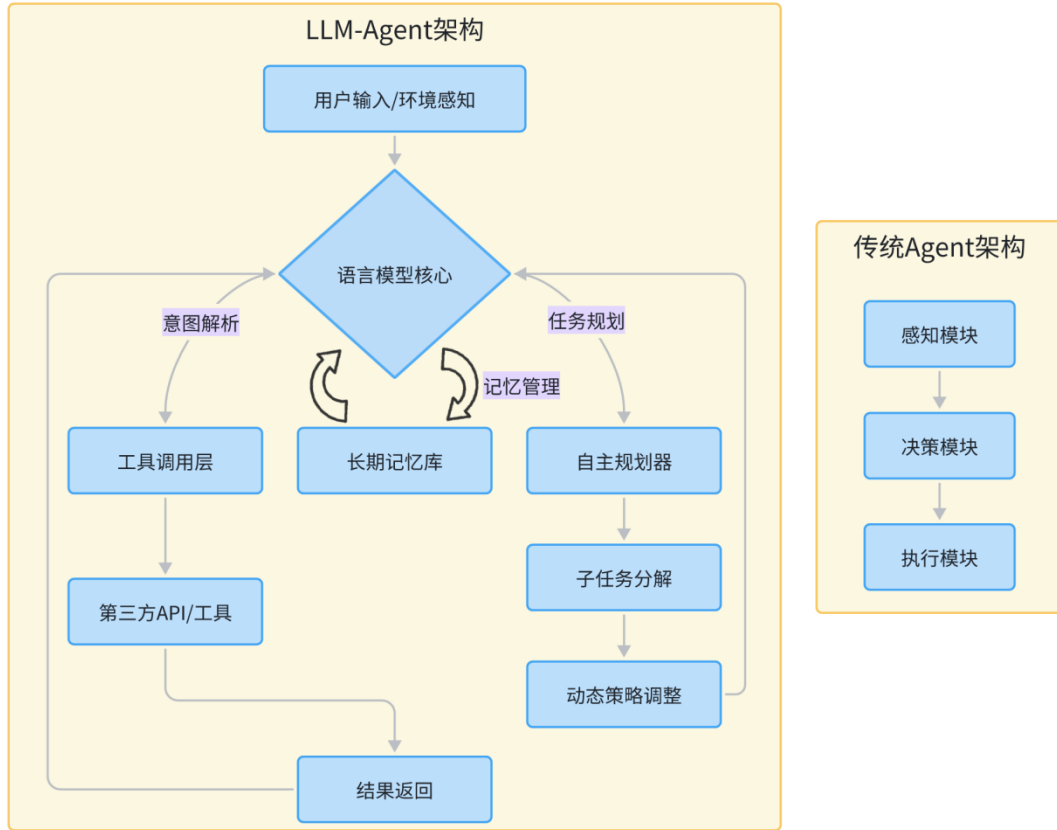 LLM-Agent架构
用户输入/环境感知
语言模型核心
意图解析
任务规划
记忆管理
工具调用层
长期记忆库
自主规划器
子任务分解
第三方API/工具
动态策略调整
结果返回
传统Agent架构
感知模块
决策模块
执行模块